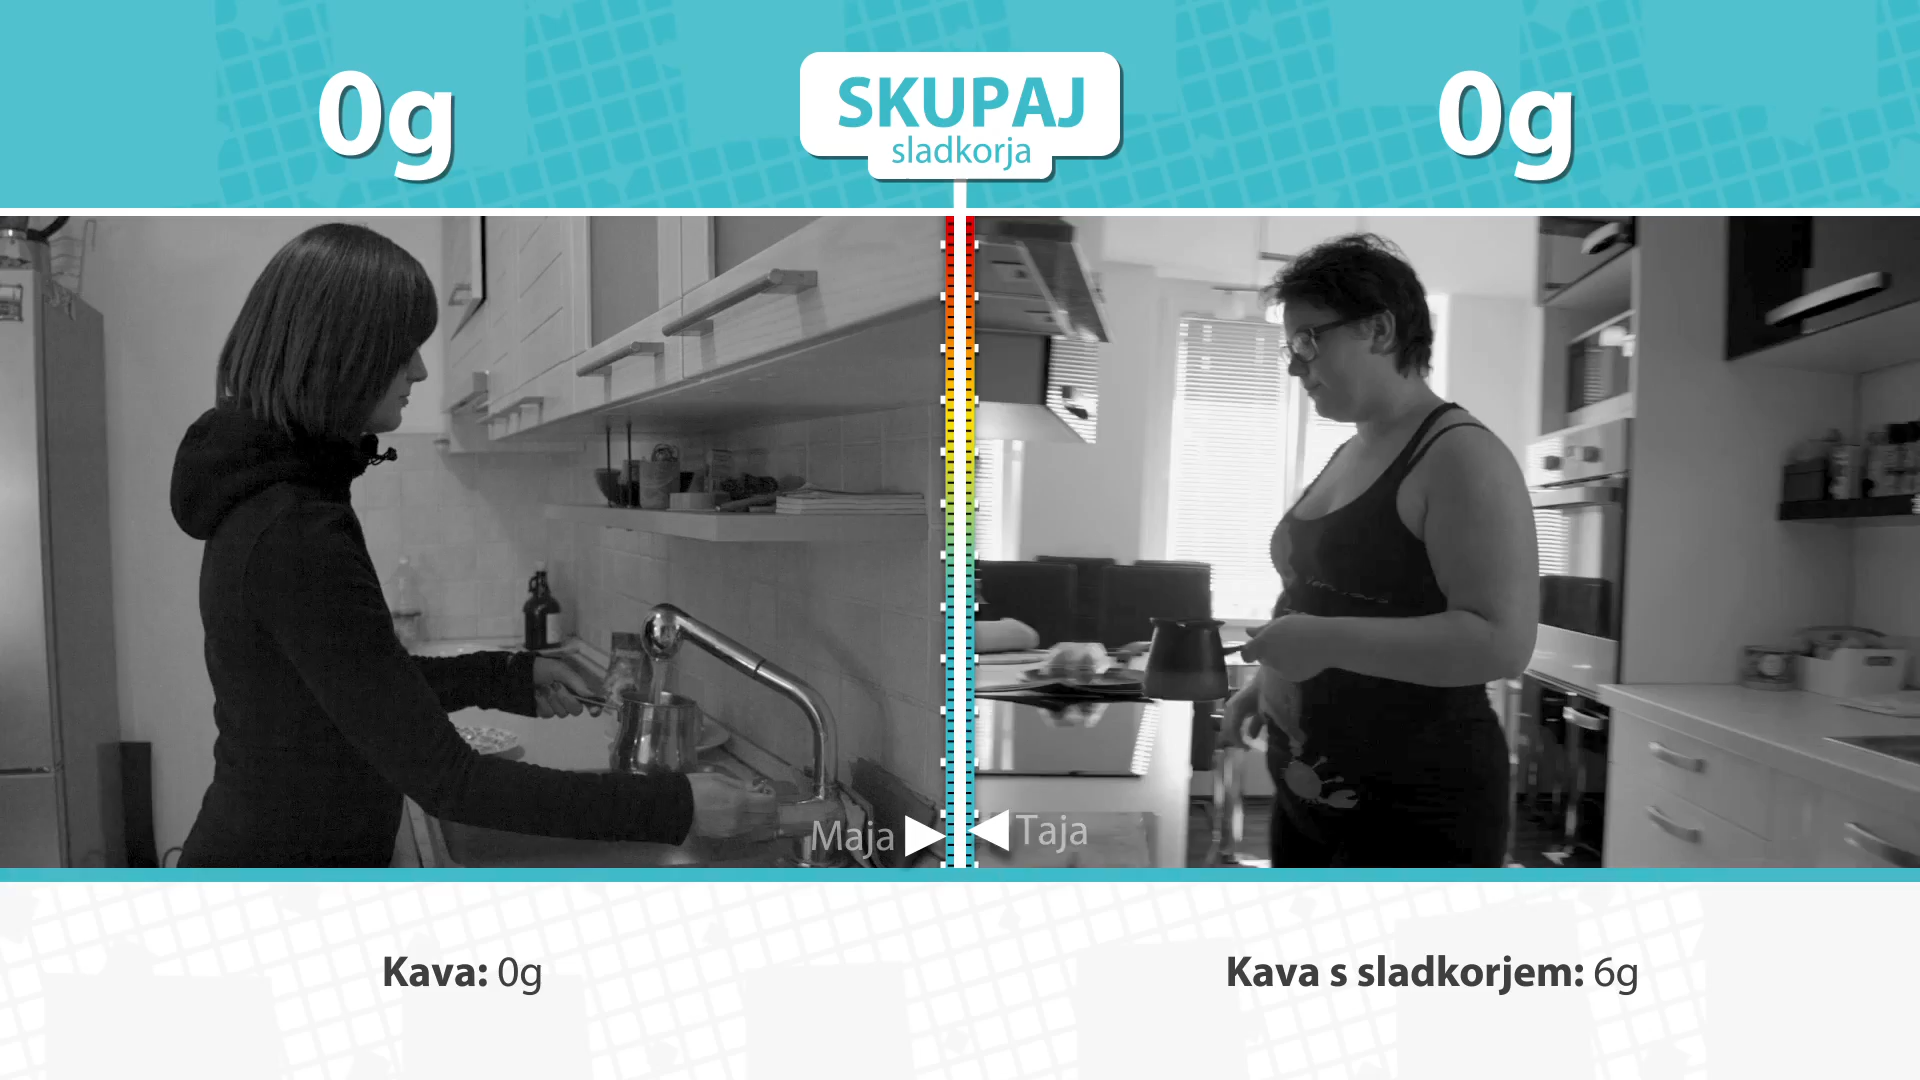 0g
SKUPAJ
sladkorja
0g
Maja
Taja
Kava: 0g
Kava s sladkorjem: 6g